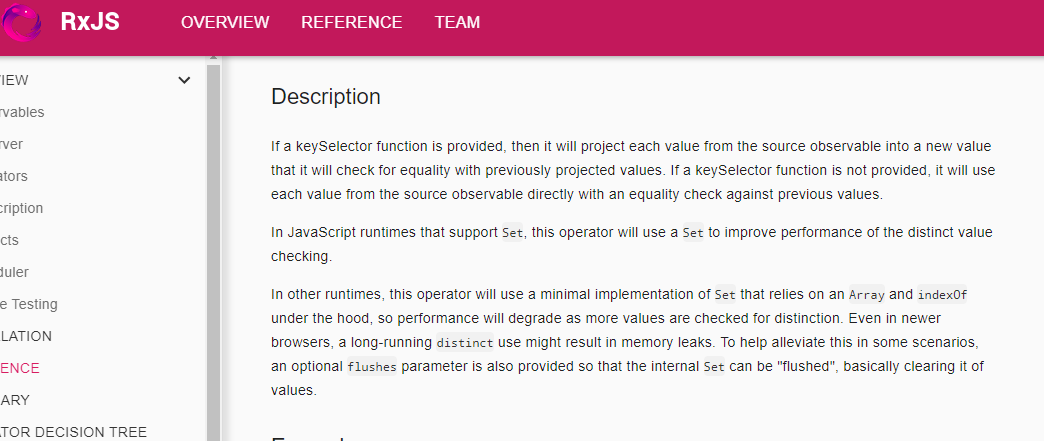 RxJS
OVERVIEW REFERENCE TEAM
IEW
rvables
rver
ators
cription
cts
duler
e Testing
LATION
ENCE
ARY
ATOR DECISION TREE
Description
If a keySelector function is provided, then it will project each value from the source observable into a new value
that it will check for equality with previously projected values. If a keySelector function is not provided, it will use
each value from the source observable directly with an equality check against previous values.
In JavaScript runtimes that support Set, this operator will use a Set to improve performance of the distinct value
checking.
In other runtimes, this operator will use a minimal implementation of Set that relies on an Array and indexOf
under the hood, so performance will degrade as more values are checked for distinction. Even in newer
browsers, a long-running distinct use might result in memory leaks. To help alleviate this in some scenarios,
an optional flushes parameter is also provided so that the internal Set can be "flushed", basically clearing it of
values.